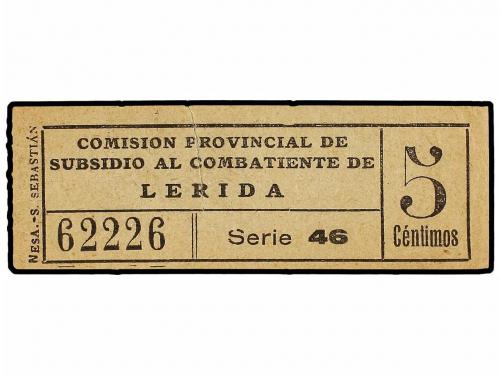 COMISION PROVINCIAL DE
SUBSIDIO AL COMBATIENTE DE
LERIDA
62226
Serie 46
5
Céntimos
NESA.-S. SEBASTIÁN